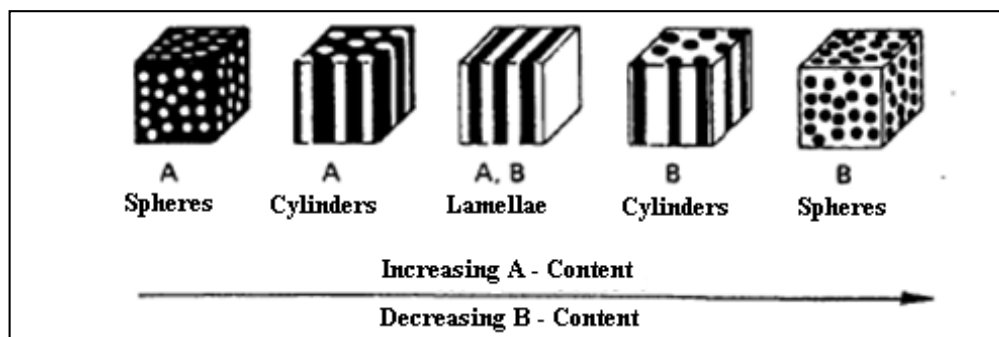 A A A, B B B
Spheres Cylinders Lamellae Cylinders Spheres
Increasing A - Content
Decreasing B - Content